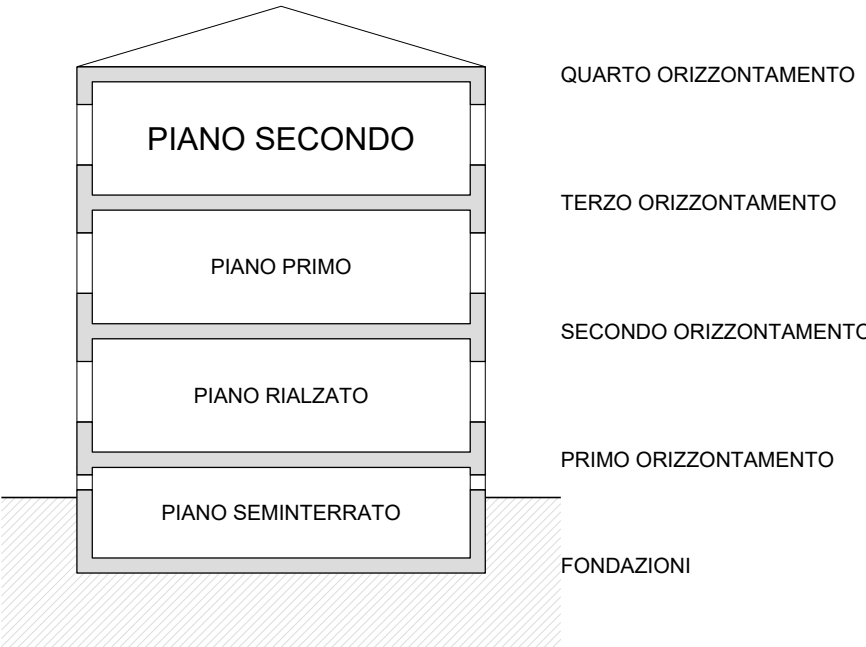 QUARTO ORIZZONTAMENTO
PIANO SECONDO
TERZO ORIZZONTAMENTO
PIANO PRIMO
SECONDO ORIZZONTAMENTO
PIANO RIALZATO
PRIMO ORIZZONTAMENTO
PIANO SEMINTERRATO
FONDAZIONI